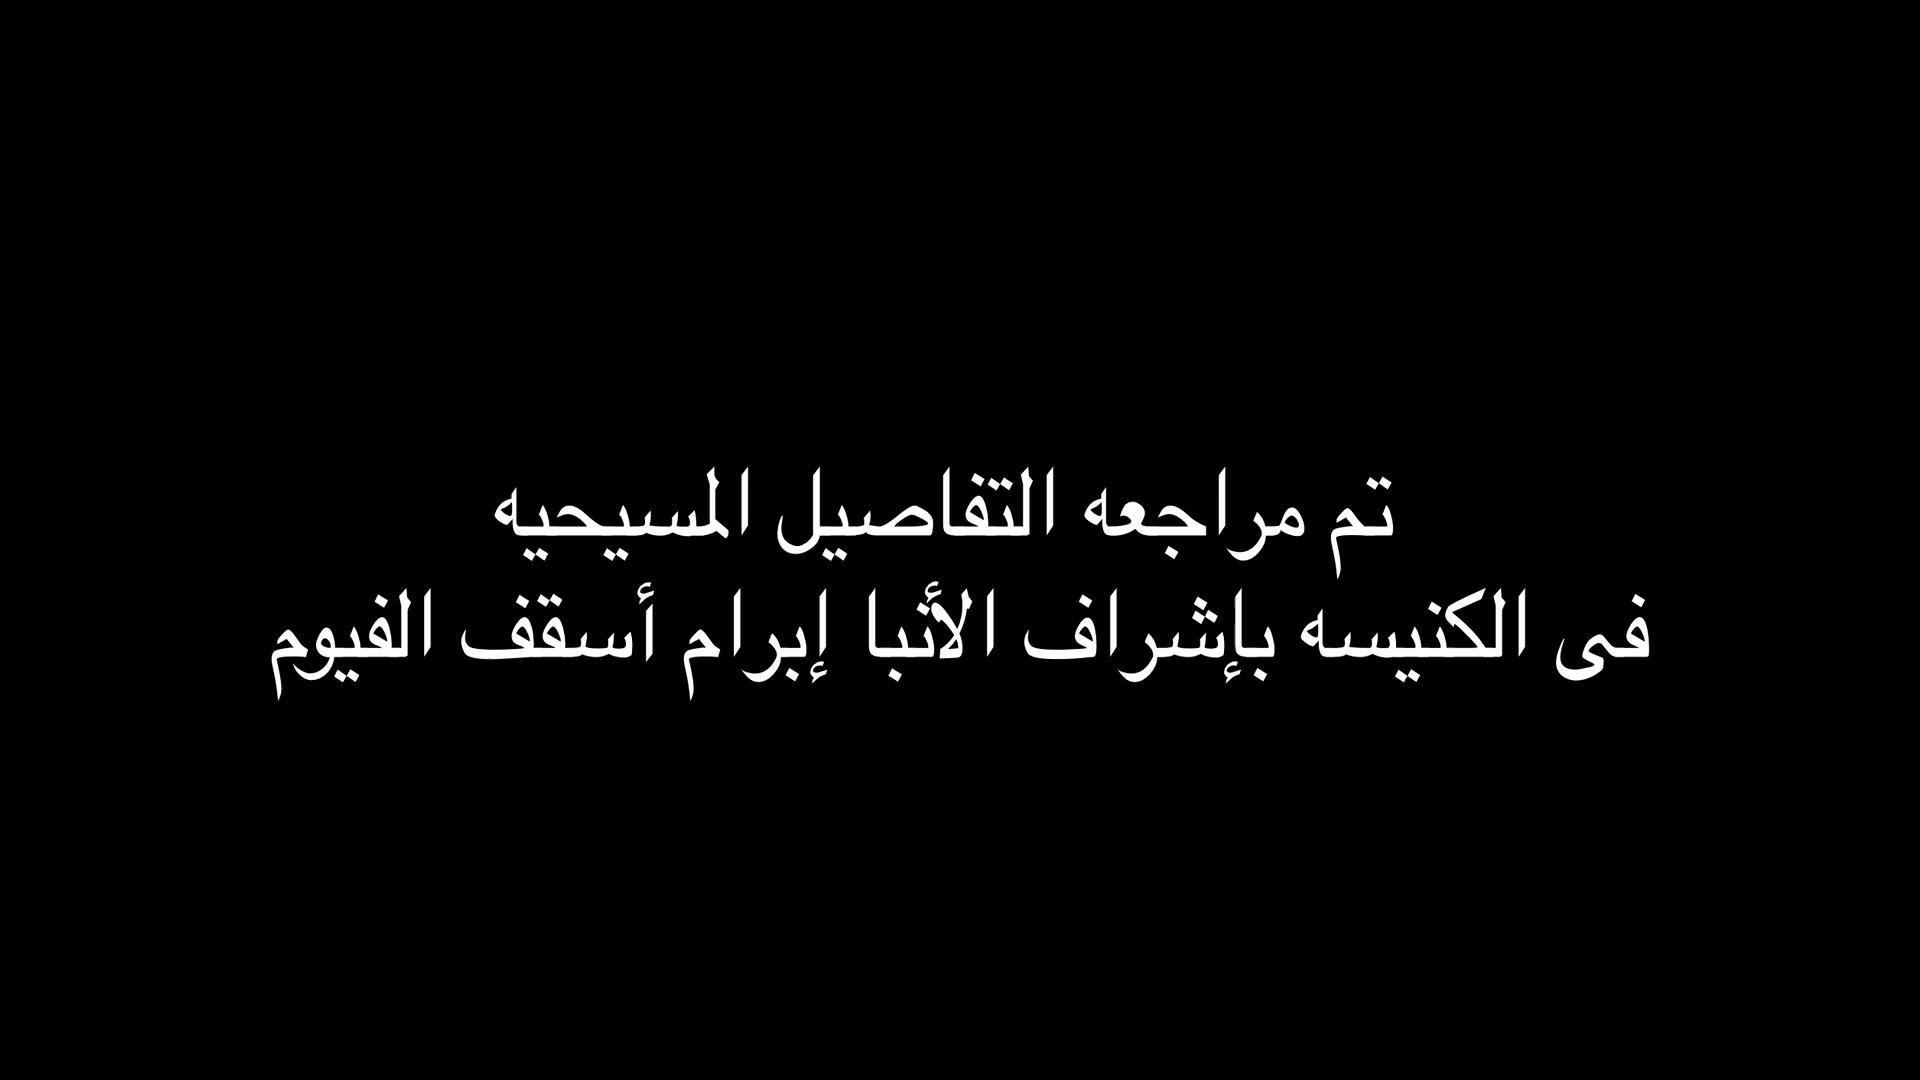 تم مراجعه التفاصيل المسيحيه
فى الكنيسه بإشراف الأنبا إبرام أسقف الفيوم